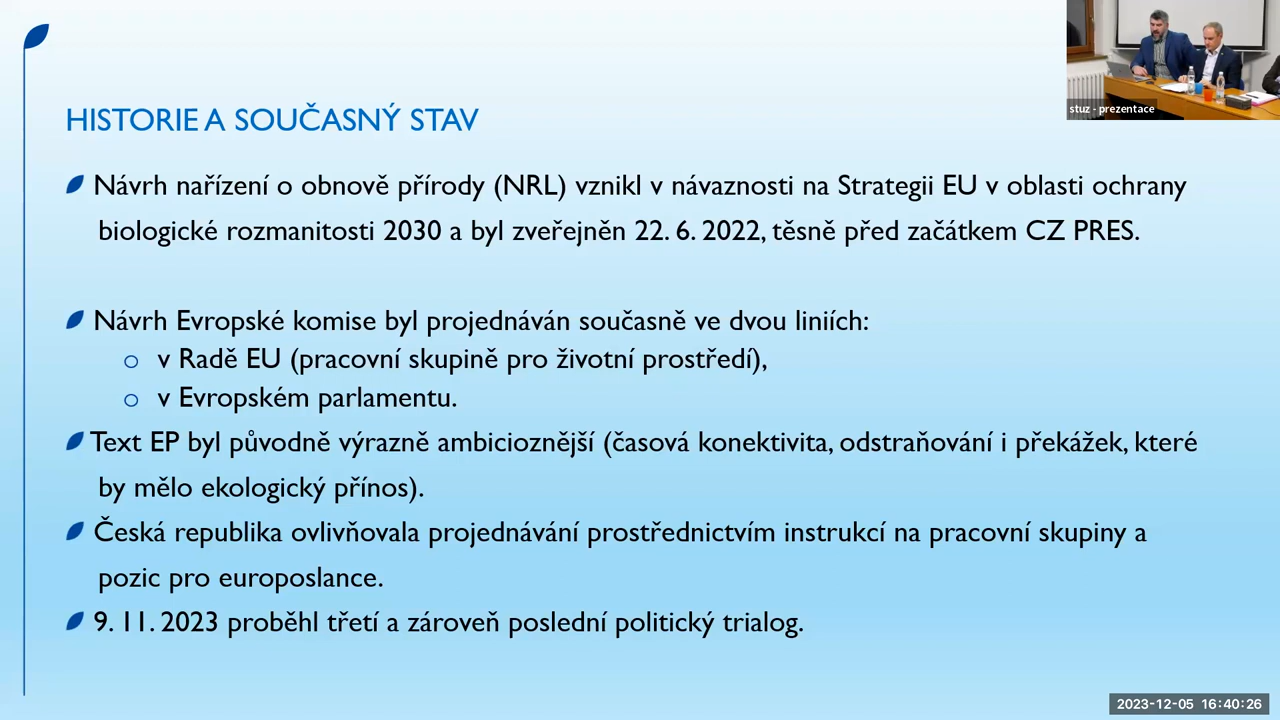 stuz - prezentace
HISTORIE A SOUČASNÝ STAV
Návrh nařízení o obnově přírody (NRL) vznikl v návaznosti na Strategii EU v oblasti ochrany
biologické rozmanitosti 2030 a byl zveřejněn 22. 6. 2022, těsně před začátkem CZ PRES.
Návrh Evropské komise byl projednáván současně ve dvou liniích:
o v Radě EU (pracovní skupině pro životní prostředí),
o v Evropském parlamentu.
Text EP byl původně výrazně ambicioznější (časová konektivita, odstraňování i překážek, které
by mělo ekologický přínos).
Česká republika ovlivňovala projednávání prostřednictvím instrukcí na pracovní skupiny a
pozic pro europoslance.
9. 11. 2023 proběhl třetí a zároveň poslední politický trialog.
2023-12-05 16:40:26